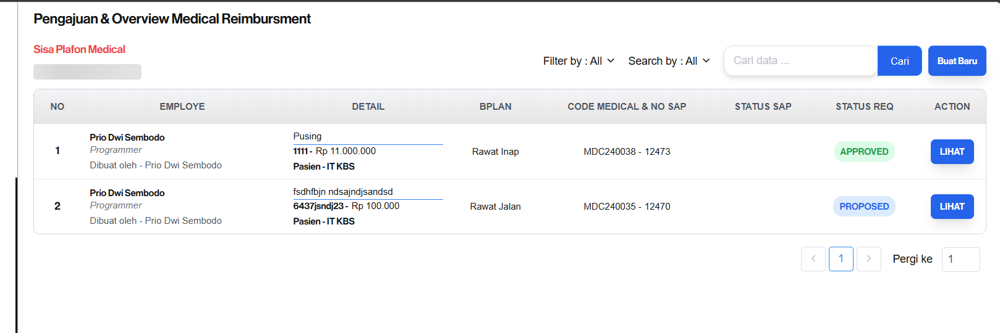 Pengajuan & Overview Medical Reimbursment
Sisa Plafon Medical
Filter by : All
Search by : All
Cari data ...
Cari
Buat Baru
NO EMPLOYE DETAIL BPLAN CODE MEDICAL & NO SAP STATUS SAP STATUS REQ ACTION
1
Prio Dwi Sembodo
Programmer
Dibuat oleh - Prio Dwi Sembodo
Pusing
1111 - Rp 11.000.000
Pasien - IT KBS
Rawat Inap
MDC240038 - 12473
APPROVED
LIHAT
2
Prio Dwi Sembodo
Programmer
Dibuat oleh - Prio Dwi Sembodo
fsdhfbjn ndsajndjsandsd
6437jsndj23 - Rp 100.000
Pasien - IT KBS
Rawat Jalan
MDC240035 - 12470
PROPOSED
LIHAT
1
Pergi ke
1